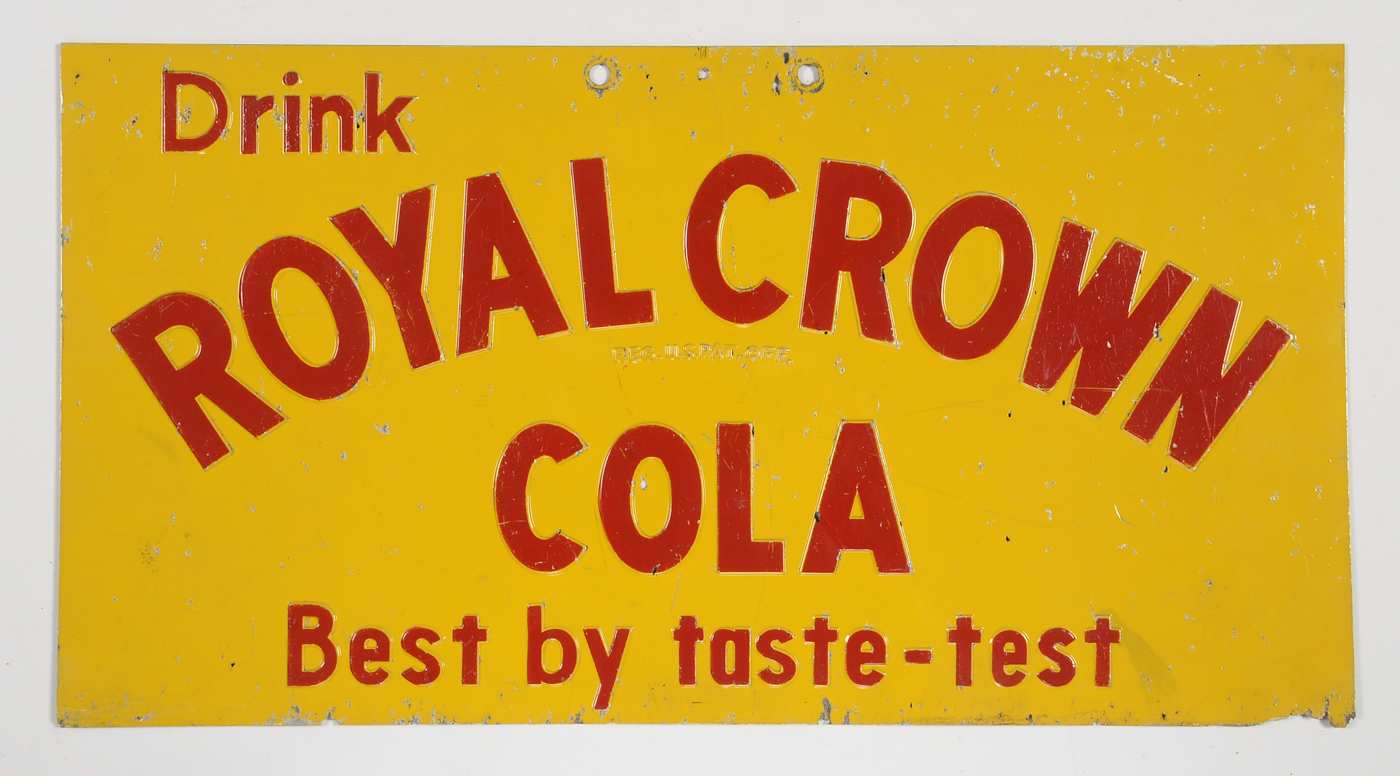 Drink
ROYAL CROWN
REG. U.S. PAT. OFF.
COLA
Best by taste-test